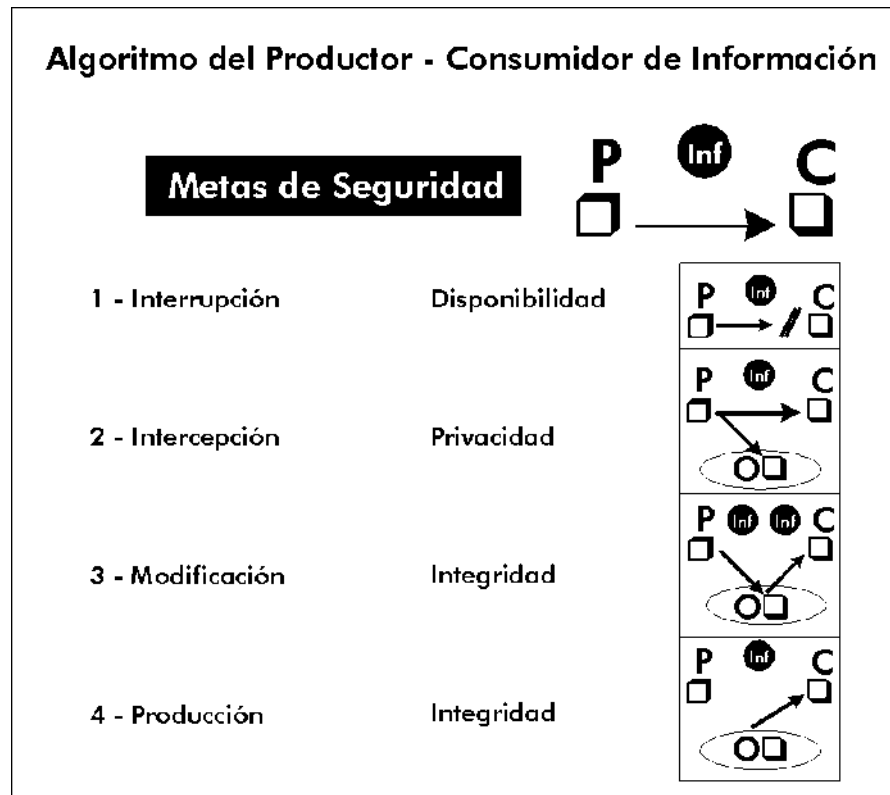 Algoritmo del Productor - Consumidor de Información
Metas de Seguridad
P Inf C
1 - Interrupción Disponibilidad
P Inf C
2 - Intercepción Privacidad
P Inf C
3 - Modificación Integridad
P Inf Inf C
4 - Producción Integridad
P Inf C